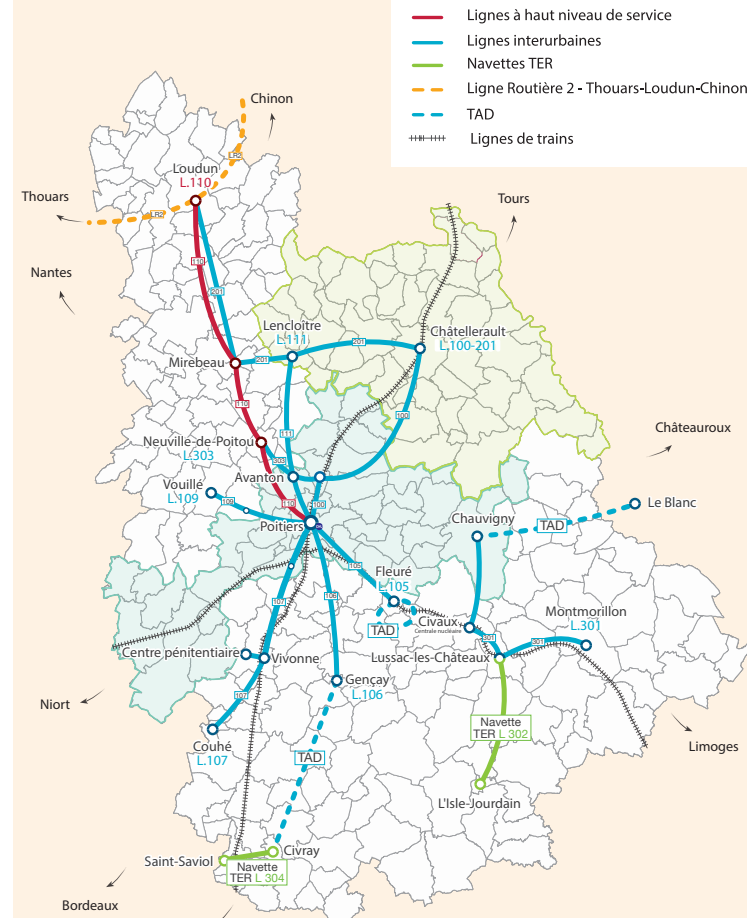 Lignes à haut niveau de service
Lignes interurbaines
Navettes TER
Ligne Routière 2 - Thouars-Loudun-Chinon
TAD
Lignes de trains
Chinon
LR2
Loudun
L.110
Thouars
LR2
Tours
Nantes
110
201
Lencloître
L.111
201
Châtellerault
L.100-201
Mirebeau
201
110
100
Neuville-de-Poitou
L.303
111
303
Châteauroux
Vouillé
L.109
Avanton
109
110
100
Le Blanc
Chauvigny
TAD
Poitiers
105
Fleuré
L.105
106
107
TAD
Civaux
Centrale nucléaire
Montmorillon
L.301
301
301
Centre pénitentiaire
Vivonne
Lussac-les-Châteaux
Gençay
L.106
107
Niort
Couhé
L.107
Navette
TER L 302
Limoges
TAD
L'Isle-Jourdain
Saint-Saviol
Civray
Navette
TER L 304
Bordeaux